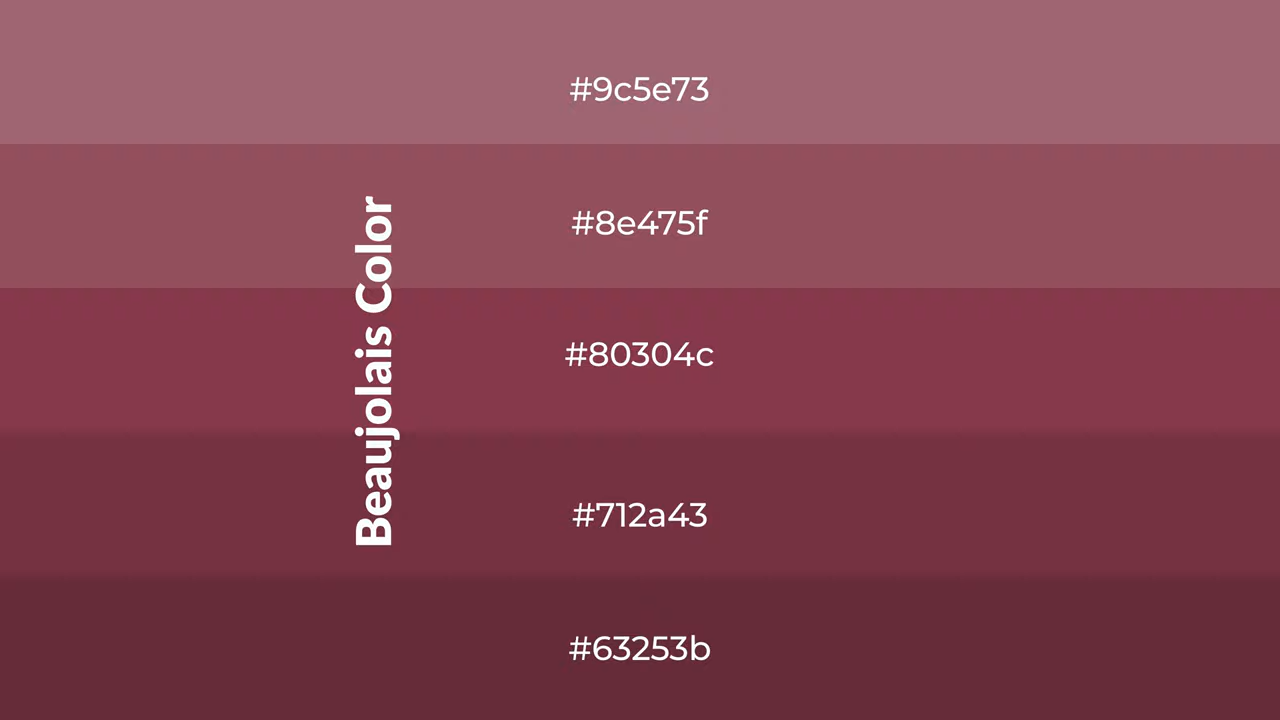 Beaujolais Color
#9c5e73
#8e475f
#80304c
#712a43
#63253b